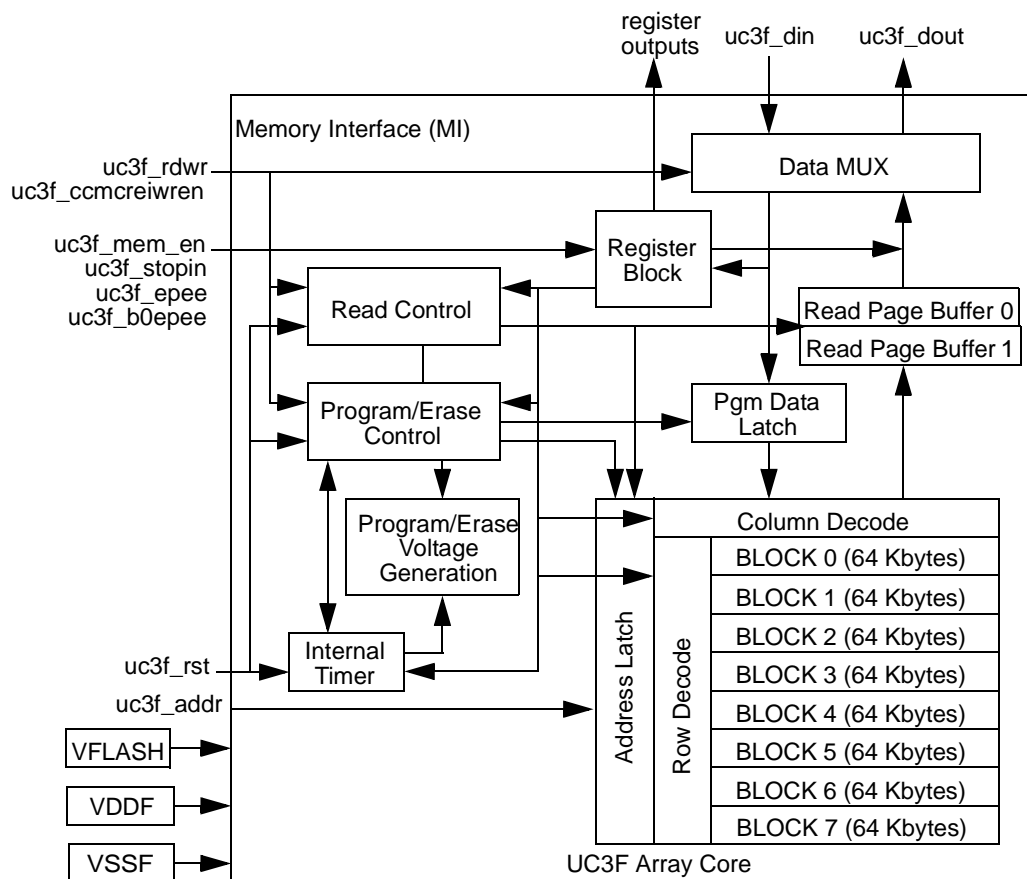 register
outputs
uc3f_din
uc3f_dout
Memory Interface (MI)
uc3f_rdwr
uc3f_ccmcreiwren
Data MUX
uc3f_mem_en
uc3f_stopin
uc3f_epee
uc3f_b0epee
Register
Block
Read Control
Read Page Buffer 0
Read Page Buffer 1
Program/Erase
Control
Pgm Data
Latch
Program/Erase
Voltage
Generation
Column Decode
BLOCK 0 (64 Kbytes)
BLOCK 1 (64 Kbytes)
BLOCK 2 (64 Kbytes)
BLOCK 3 (64 Kbytes)
BLOCK 4 (64 Kbytes)
BLOCK 5 (64 Kbytes)
BLOCK 6 (64 Kbytes)
BLOCK 7 (64 Kbytes)
Address Latch
Row Decode
Internal
Timer
uc3f_rst
uc3f_addr
VFLASH
VDDF
VSSF
UC3F Array Core